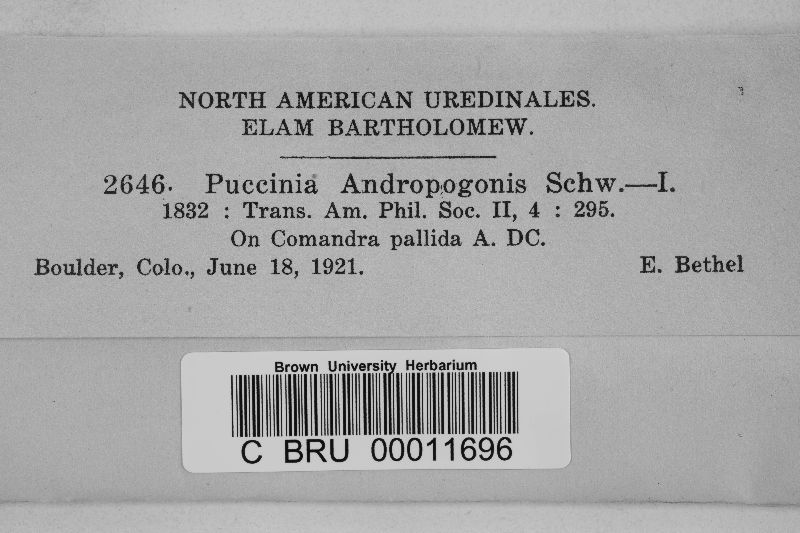 NORTH AMERICAN UREDINALES.
ELAM BARTHOLOMEW.
2646. Puccinia Andropogonis Schw.—I.
1832 : Trans. Am. Phil. Soc. II, 4 : 295.
On Comandra pallida A. DC.
Boulder, Colo., June 18, 1921. E. Bethel
Brown University Herbarium
C BRU 00011696